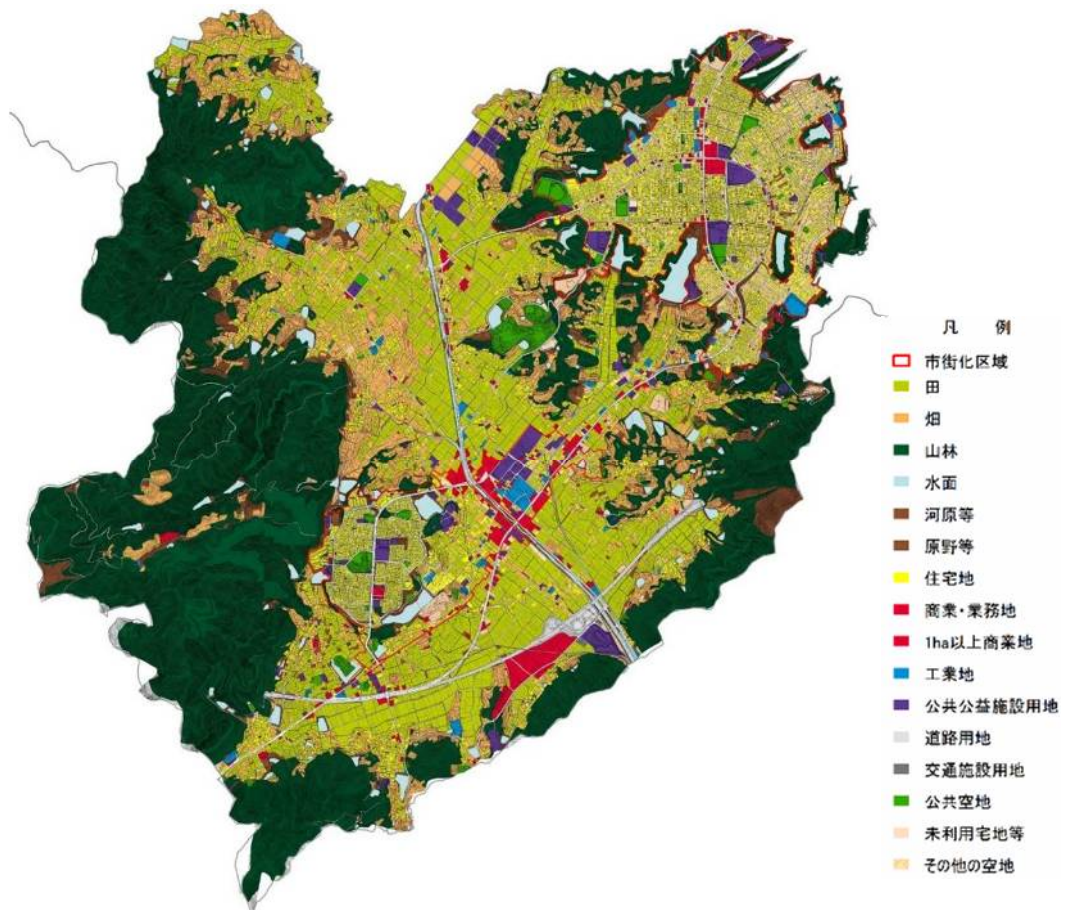 凡 例
市街化区域
田
畑
山林
水面
河原等
原野等
住宅地
商業・業務地
1ha以上商業地
工業地
公共公益施設用地
道路用地
交通施設用地
公共空地
未利用宅地等
その他の空地